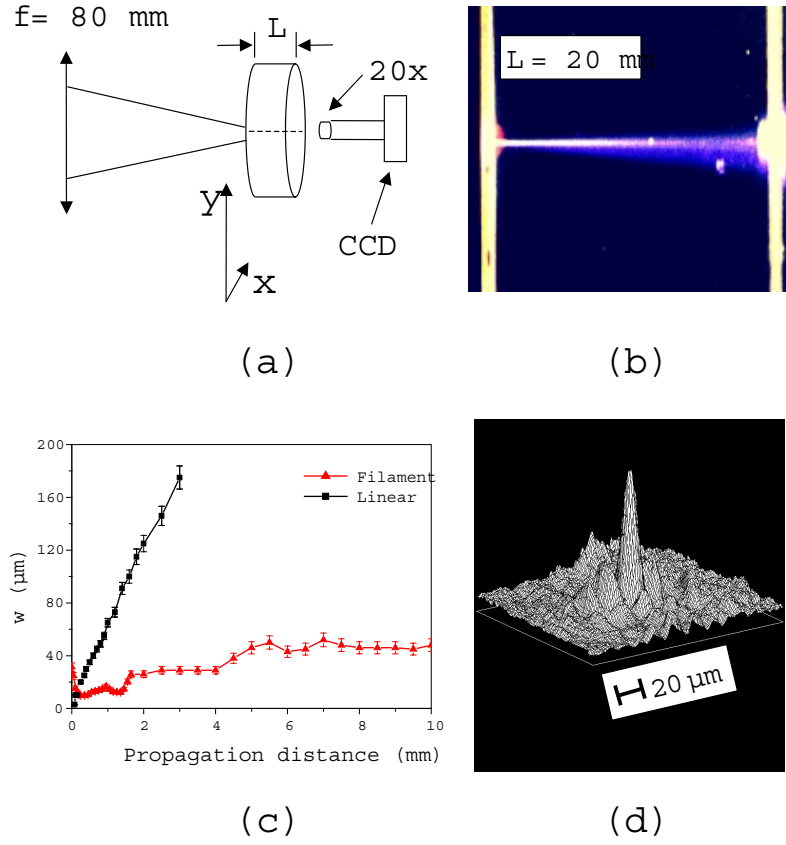 f= 80 mm
L
20x
y
CCD
x
(a)
L = 20 mm
(b)
200
160
120
80
40
0
w (μm)
Filament
Linear
0
2
4
6
8
10
Propagation distance (mm)
(c)
20 μm
(d)